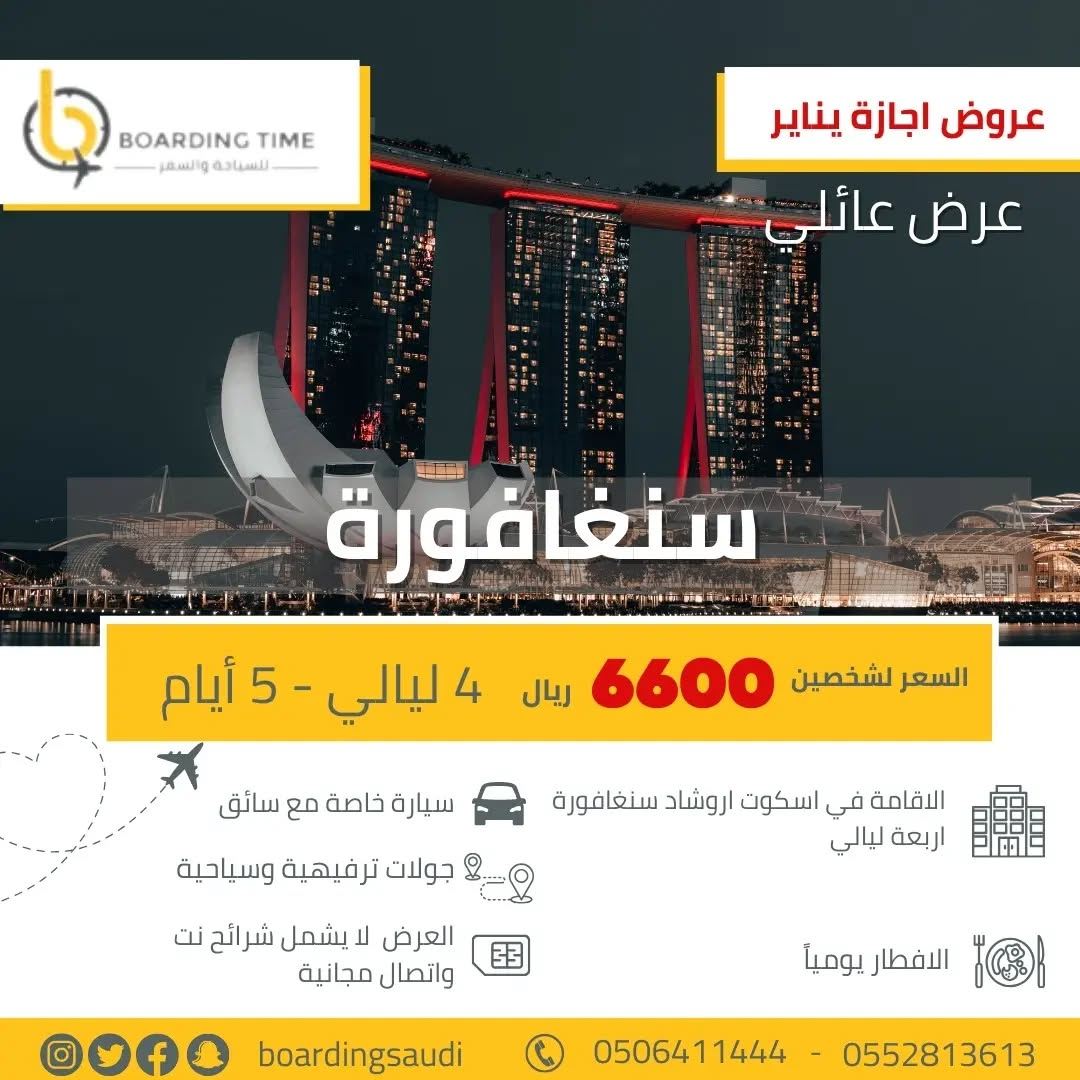 BOARDING TIME
للسياحة والسفر
عروض اجازة يناير
عرض عائلي
سنغافورة
السعر لشخصين 6600 ريال 4 ليالي - 5 أيام
الاقامة في اسكوت اروشاد سنغافورة
اربعة ليالي
سيارة خاصة مع سائق
جولات ترفيهية وسياحية
الافطار يومياً
العرض لا يشمل شرائح نت
واتصال مجانية
boardingsaudi 0506411444 - 0552813613